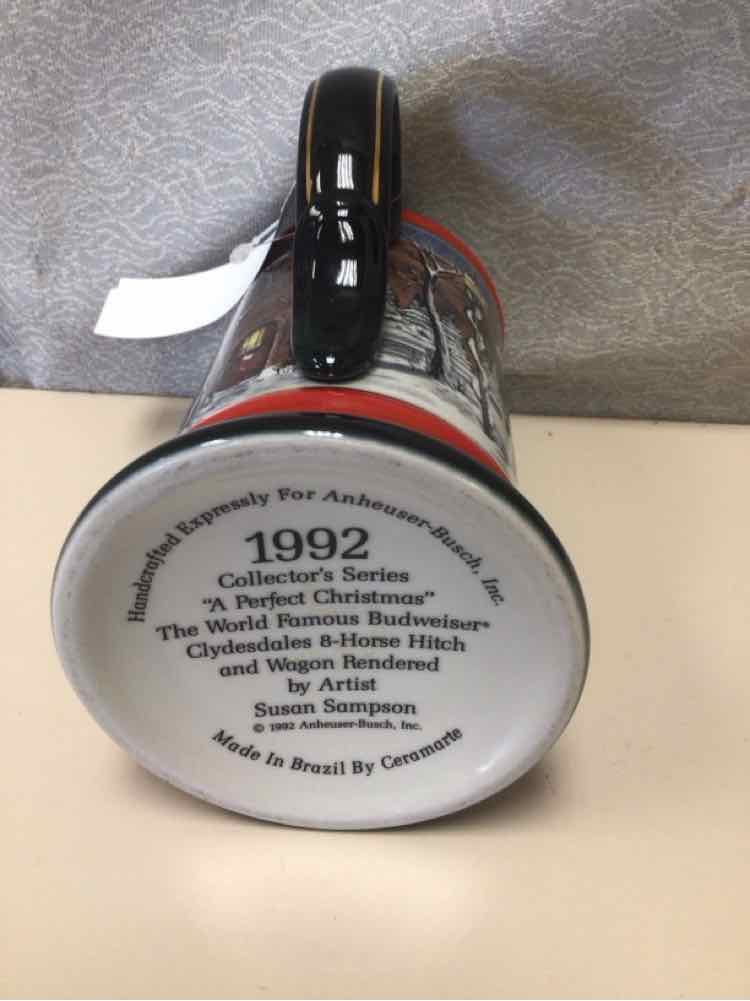 Handcrafted Expressly For Anheuser-Busch, Inc.
1992
Collector's Series
"A Perfect Christmas"
The World Famous Budweiser®
Clydesdales 8-Horse Hitch
and Wagon Rendered
by Artist
Susan Sampson
© 1992 Anheuser-Busch, Inc.
Made In Brazil By Ceramarte